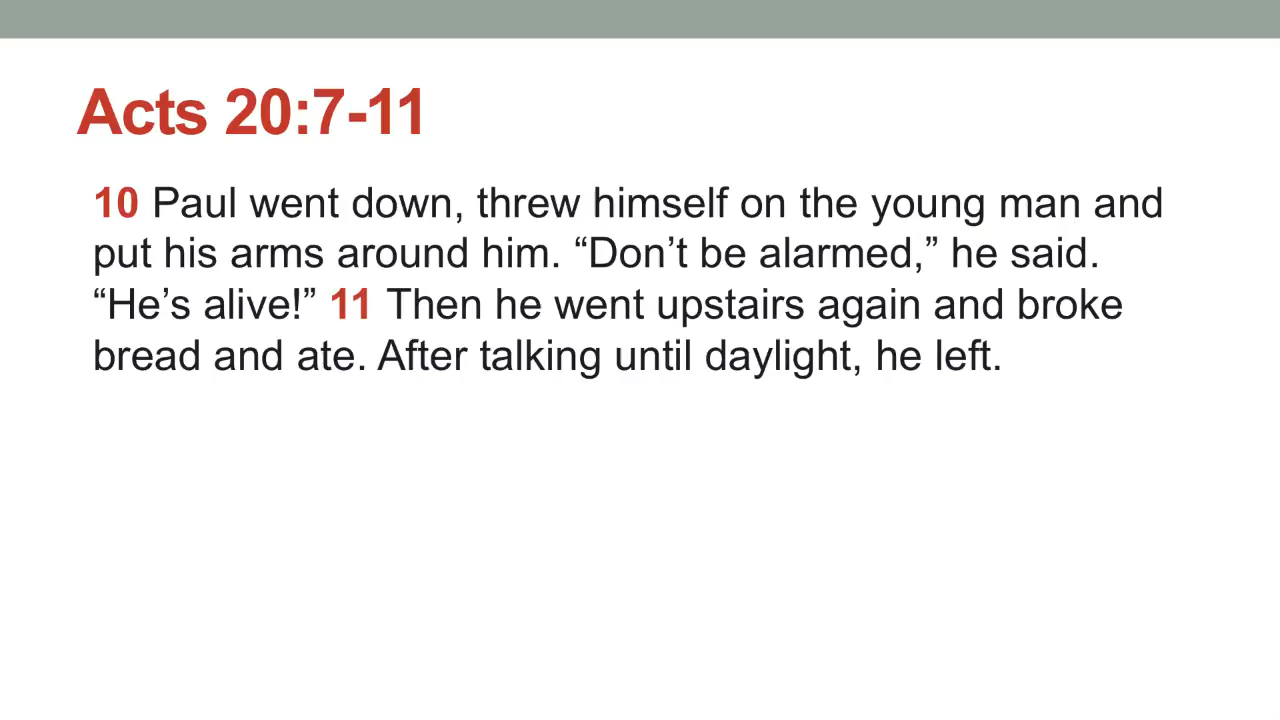 Acts 20:7-11
10 Paul went down, threw himself on the young man and
put his arms around him. “Don’t be alarmed,” he said.
“He’s alive!” 11 Then he went upstairs again and broke
bread and ate. After talking until daylight, he left.